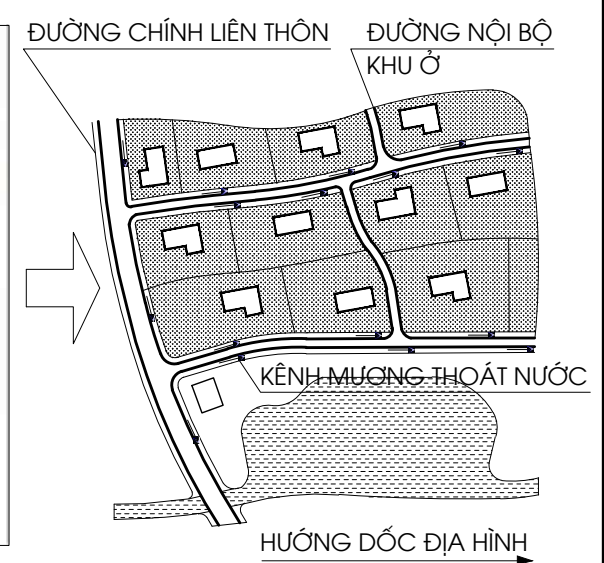 ĐƯỜNG CHÍNH LIÊN THÔN
ĐƯỜNG NỘI BỘ
KHU Ở
KÊNH MƯƠNG THOÁT NƯỚC
HƯỚNG DỐC ĐỊA HÌNH